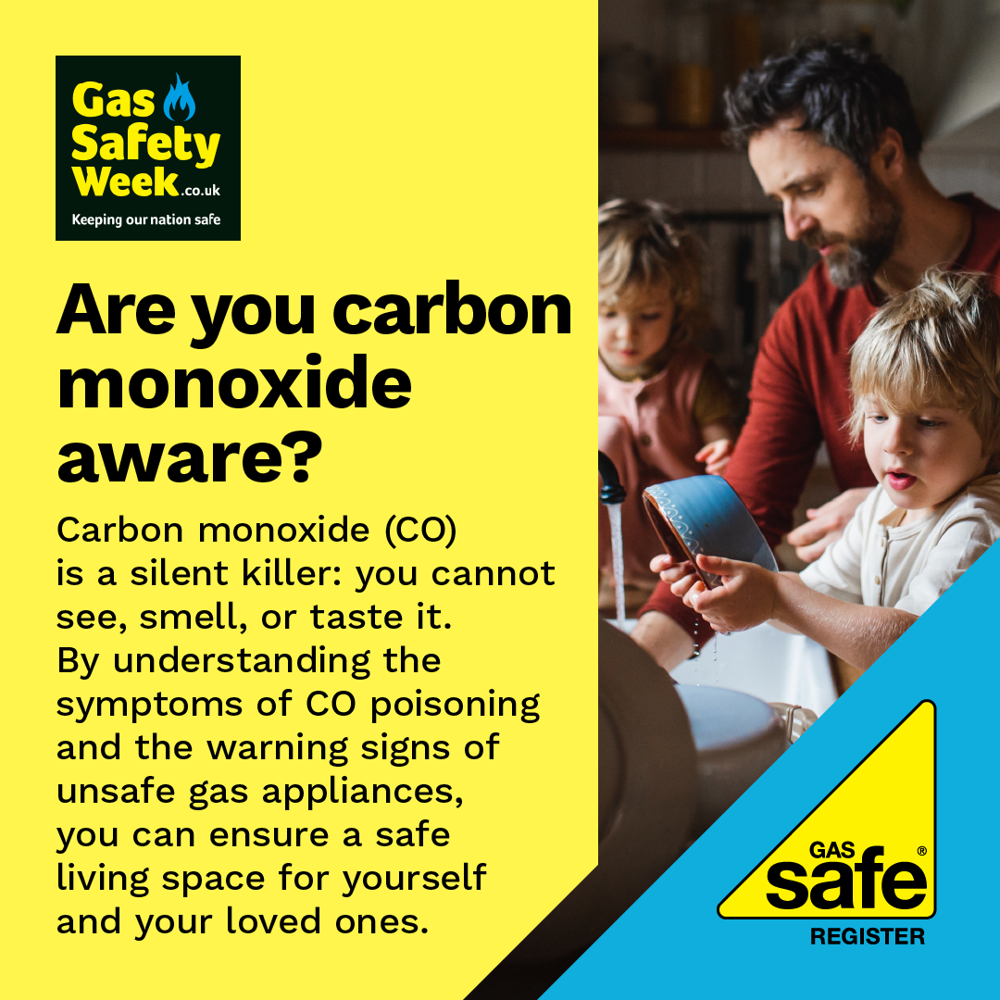 Gas
Safety
Week.co.uk
Keeping our nation safe
Are you carbon
monoxide
aware?
Carbon monoxide (CO)
is a silent killer: you cannot
see, smell, or taste it.
By understanding the
symptoms of CO poisoning
and the warning signs of
unsafe gas appliances,
you can ensure a safe
living space for yourself
and your loved ones.
GAS
safe®
REGISTER